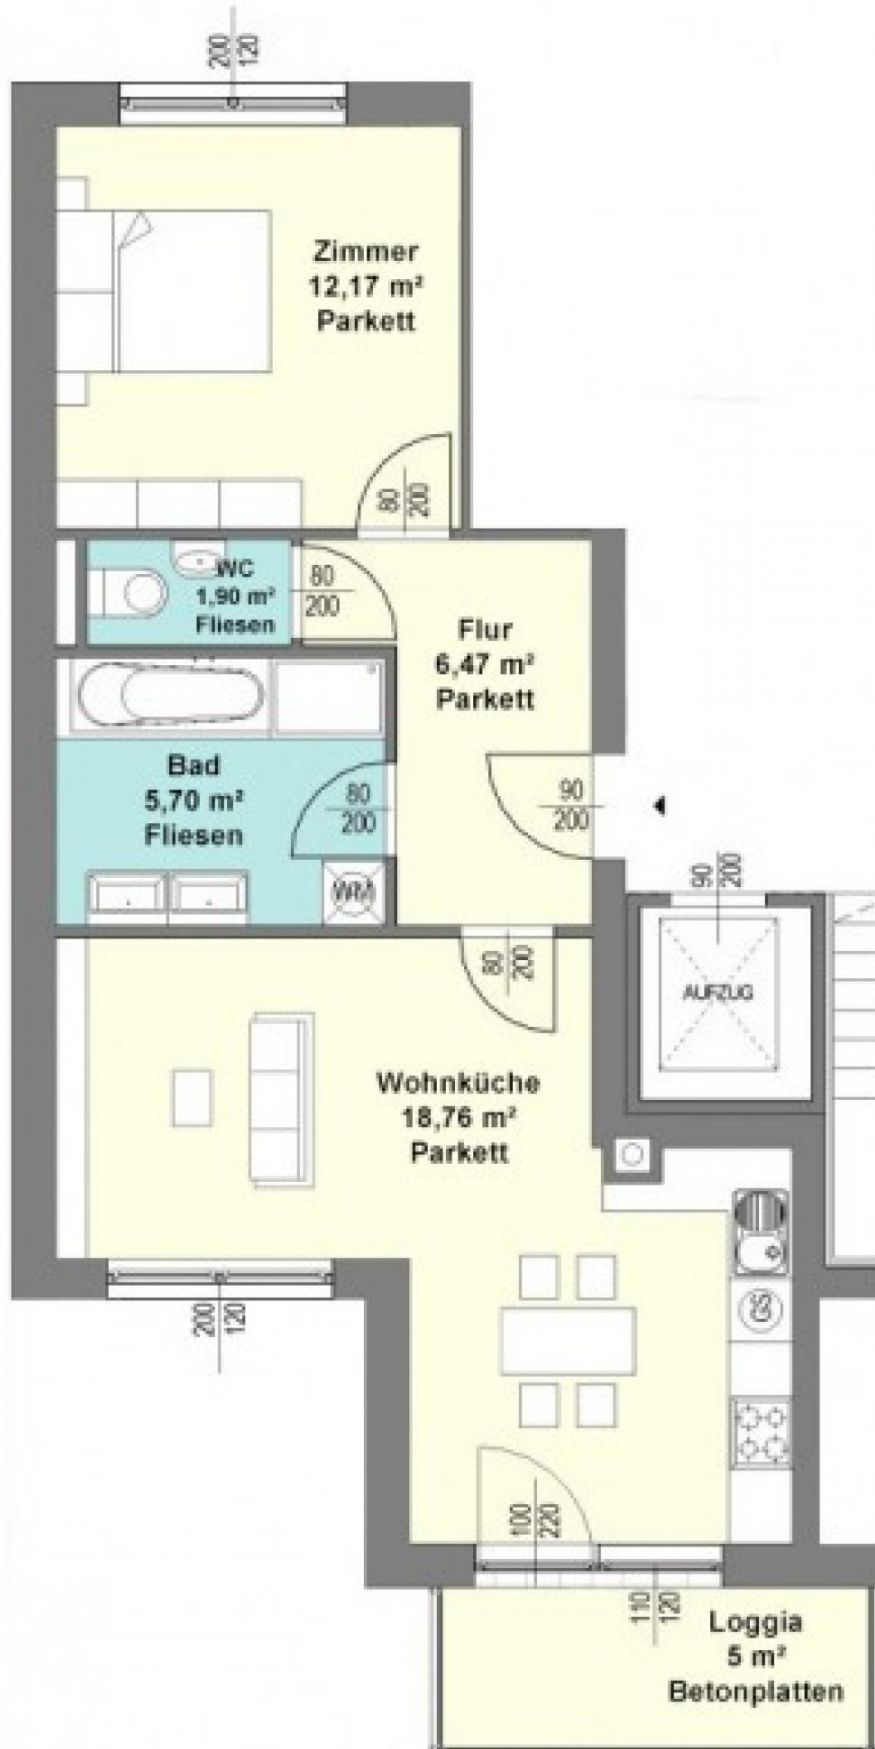 200
120
Zimmer
12,17 m²
Parkett
80
200
WC
1,90 m²
Fliesen
80
200
Flur
6,47 m²
Parkett
Bad
5,70 m²
Fliesen
80
200
90
200
WM
90
200
80
200
AUFZUG
Wohnküche
18,76 m²
Parkett
200
120
GS
100
220
110
120
Loggia
5 m²
Betonplatten